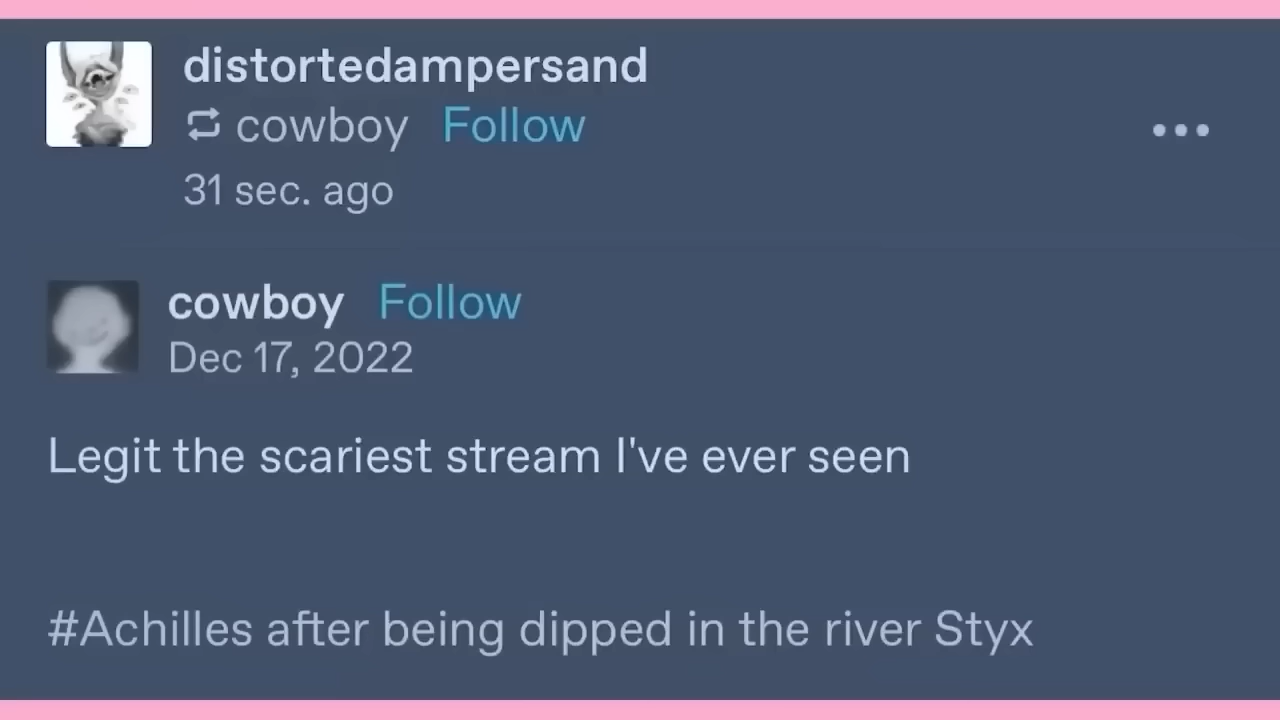 distortedampersand
cowboy Follow
31 sec. ago
cowboy Follow
Dec 17, 2022
Legit the scariest stream I've ever seen
#Achilles after being dipped in the river Styx